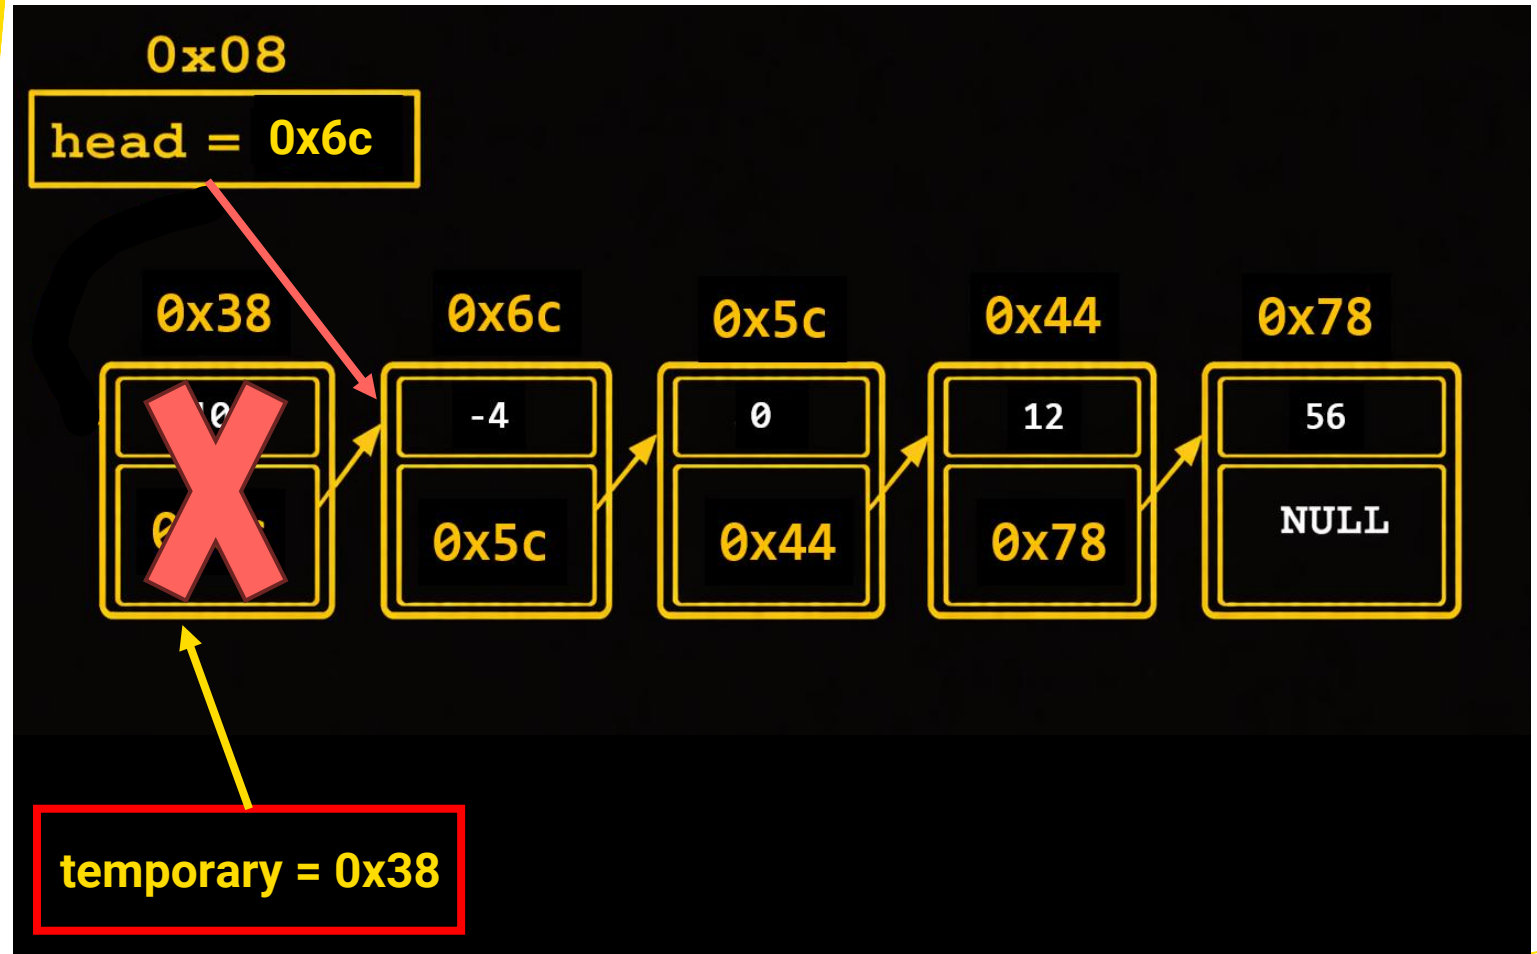 0x08
head = 0x6c
0x38
0x6c
0x5c
0x44
0x78
-4
0
12
56
0x5c
0x44
0x78
NULL
temporary = 0x38